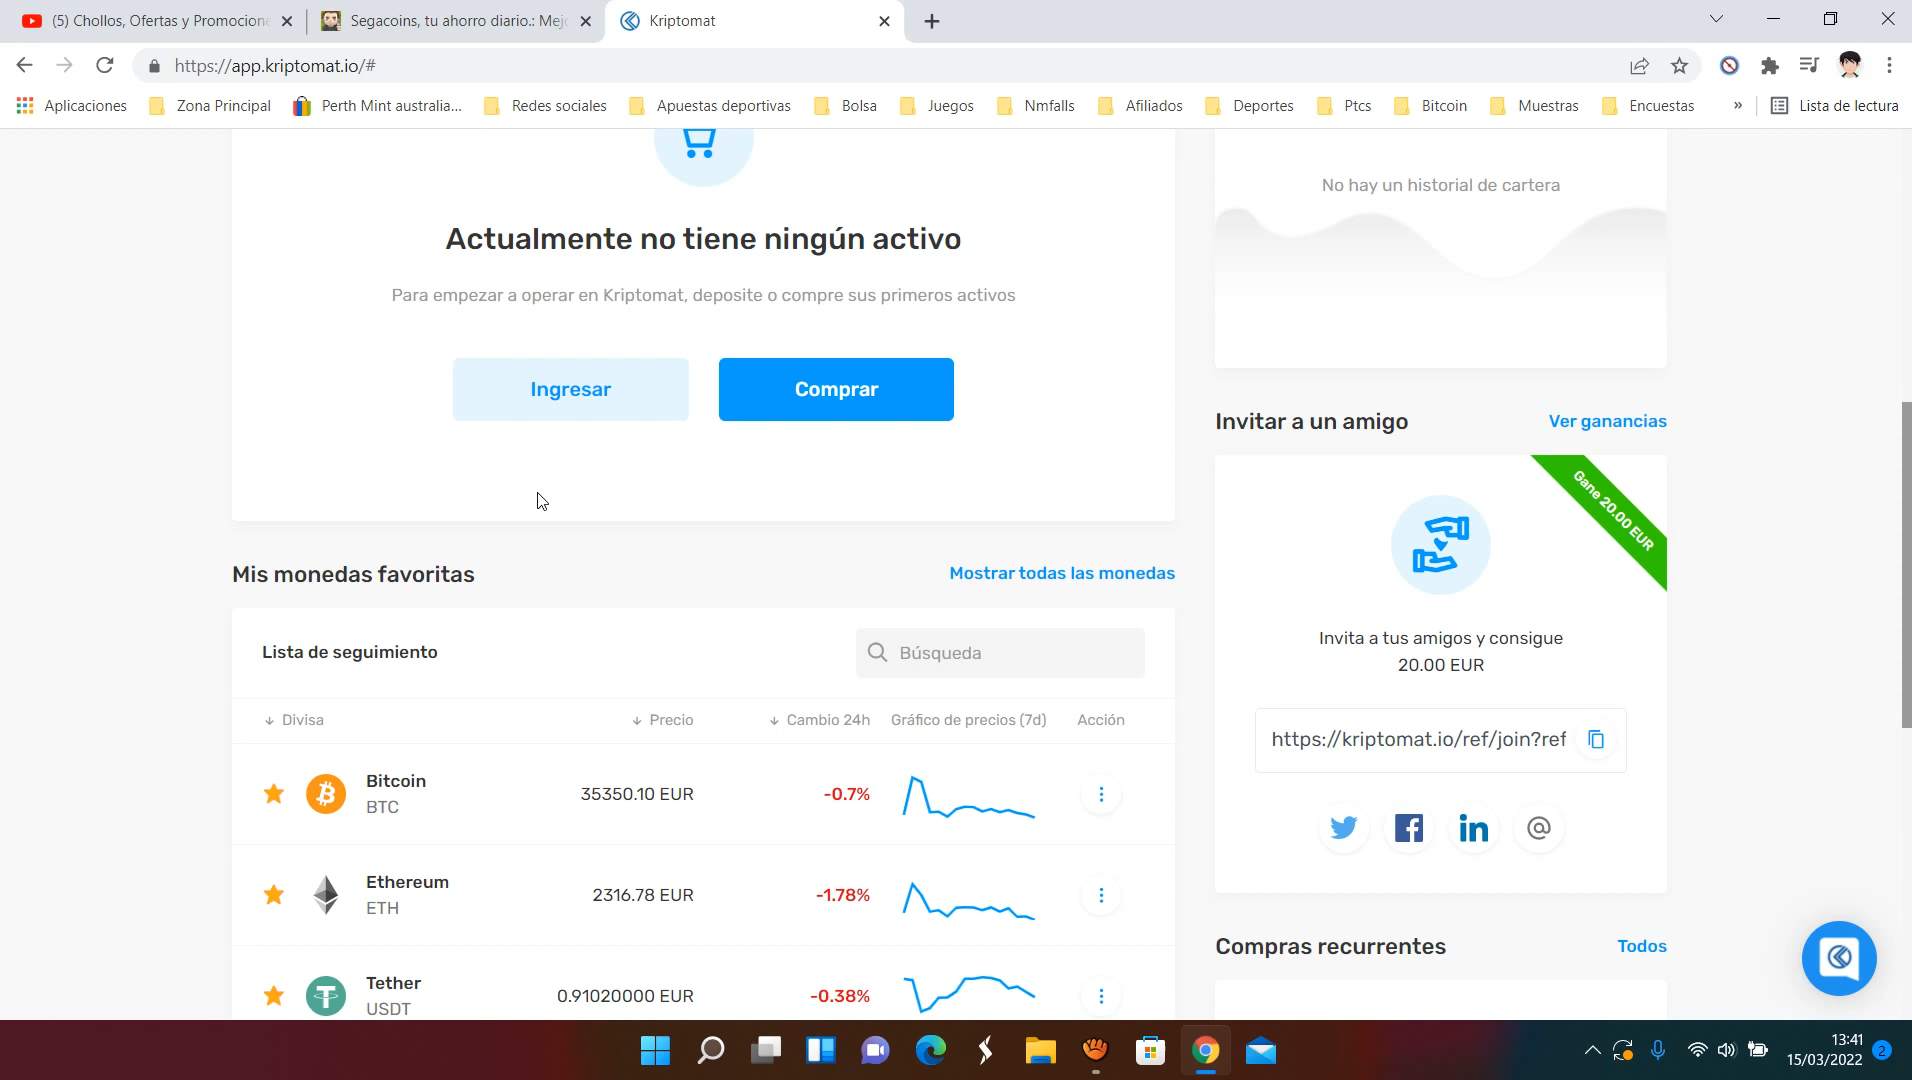 (5) Chollos, Ofertas y Promocione
Segacoins, tu ahorro diario.: Mej
Kriptomat
https://app.kriptomat.io/#
Aplicaciones
Zona Principal
Perth Mint australia...
Redes sociales
Apuestas deportivas
Bolsa
Juegos
Nmfalls
Afiliados
Deportes
Ptcs
Bitcoin
Muestras
Encuestas
»
Lista de lectura
Actualmente no tiene ningún activo
Para empezar a operar en Kriptomat, deposite o compre sus primeros activos
Ingresar
Comprar
No hay un historial de cartera
Invitar a un amigo
Ver ganancias
Gane 20.00 EUR
Invita a tus amigos y consigue
20.00 EUR
https://kriptomat.io/ref/join?ref
Mis monedas favoritas
Mostrar todas las monedas
Lista de seguimiento
Búsqueda
Divisa
Precio
Cambio 24h
Gráfico de precios (7d)
Acción
Bitcoin
BTC
35350.10 EUR
-0.7%
Ethereum
ETH
2316.78 EUR
-1.78%
Tether
USDT
0.91020000 EUR
-0.38%
Compras recurrentes
Todos
13:41
15/03/2022
2